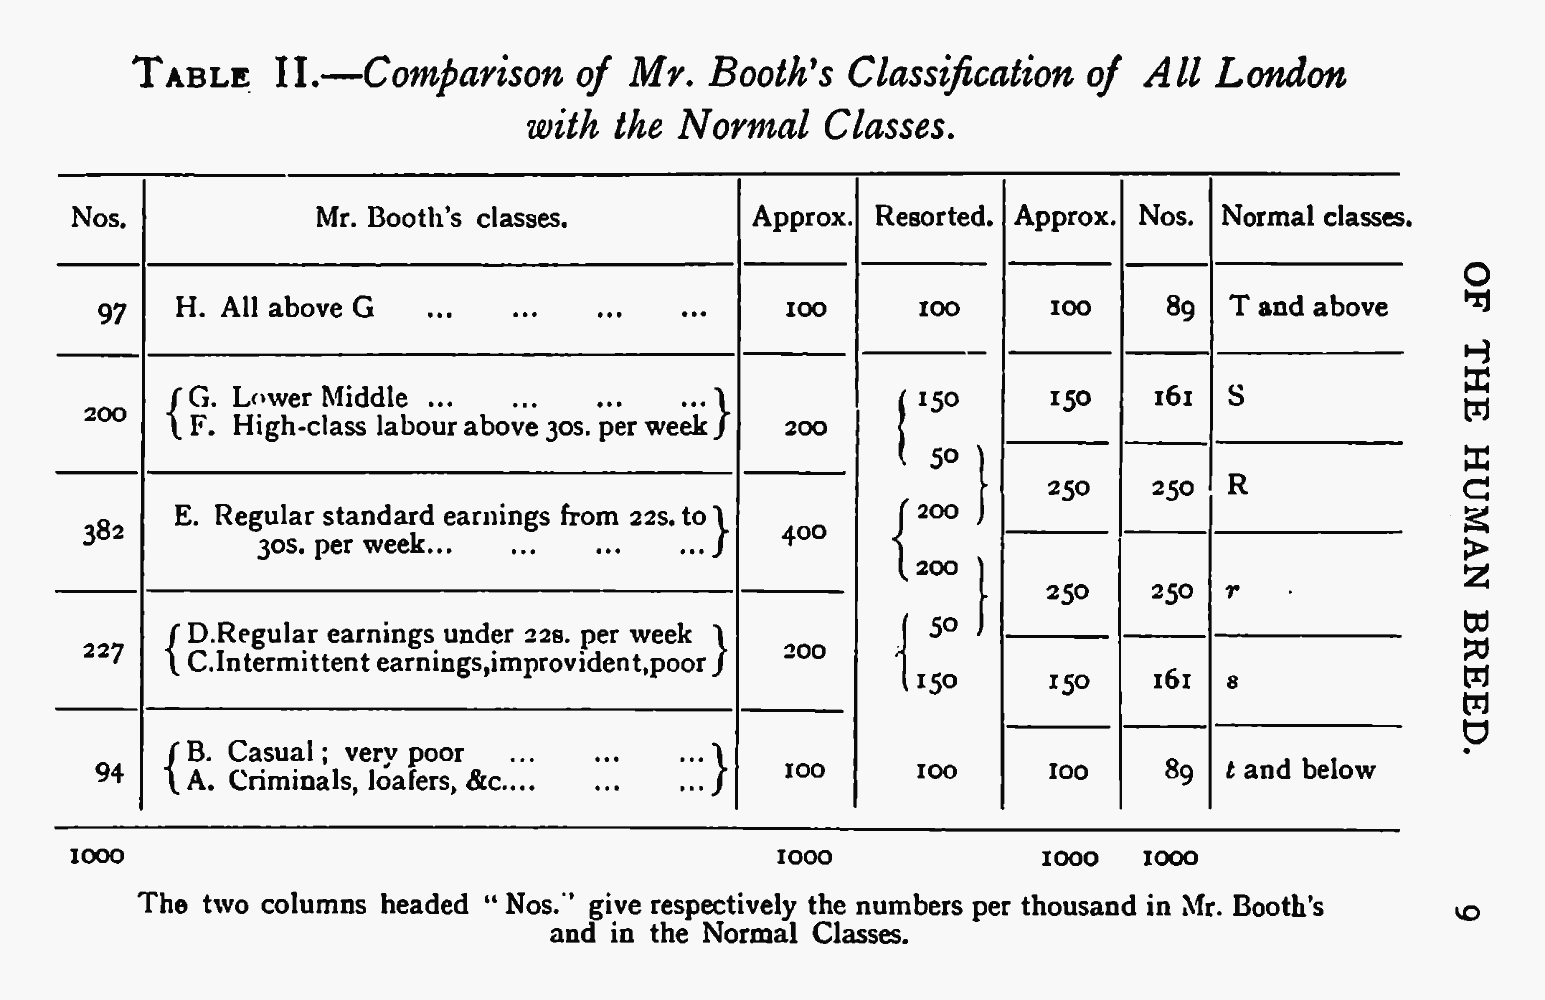 TABLE II.—Comparison of Mr. Booth's Classification of All London
with the Normal Classes.
Nos. Mr. Booth's classes. Approx. Resorted. Approx. Nos. Normal classes.
97 H. All above G ... ... ... ... 100 100 100 89 T and above
200 { G. Lower Middle ... ... ... ... } 200 150 150 161 S
F. High-class labour above 30s. per week
50
250 250 R
382 E. Regular standard earnings from 22s. to } 400 200
30s. per week... ... ... ...
200
250 250 r
227 { D.Regular earnings under 22s. per week } 200 50
C.Intermittent earnings,improvident,poor
150 150 161 s
94 { B. Casual; very poor ... ... ... } 100 100 100 89 t and below
A. Criminals, loafers, &c.... ... ...
1000 1000 1000 1000
The two columns headed "Nos." give respectively the numbers per thousand in Mr. Booth's
and in the Normal Classes.
OF THE HUMAN BREED.
9